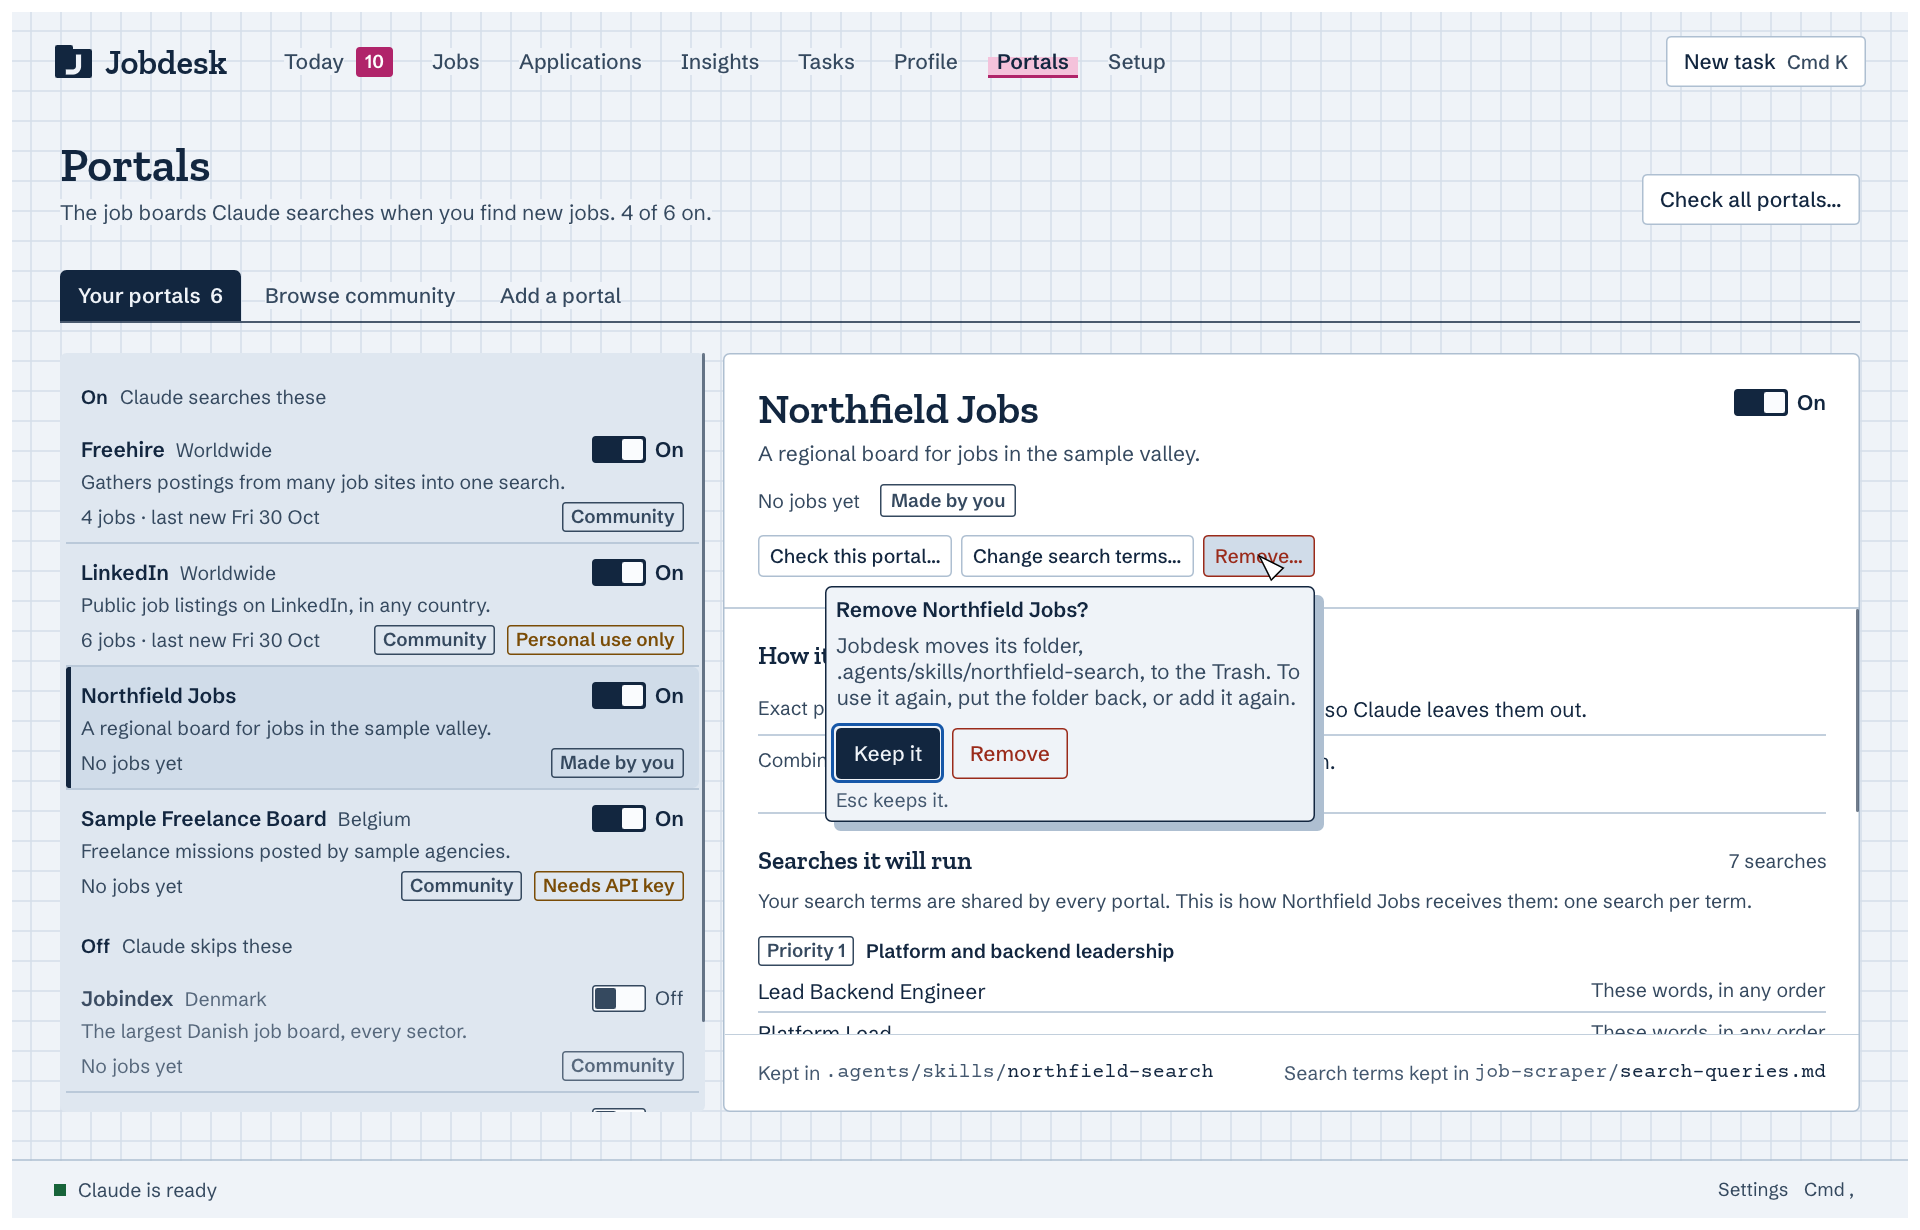 Jobdesk
Today 10
Jobs
Applications
Insights
Tasks
Profile
Portals
Setup
New task Cmd K
Portals
The job boards Claude searches when you find new jobs. 4 of 6 on.
Check all portals...
Your portals 6
Browse community
Add a portal
On Claude searches these
Freehire Worldwide
On
Gathers postings from many job sites into one search.
4 jobs · last new Fri 30 Oct
Community
LinkedIn Worldwide
On
Public job listings on LinkedIn, in any country.
6 jobs · last new Fri 30 Oct
Community
Personal use only
Northfield Jobs
On
A regional board for jobs in the sample valley.
No jobs yet
Made by you
Sample Freelance Board Belgium
On
Freelance missions posted by sample agencies.
No jobs yet
Community
Needs API key
Off Claude skips these
Jobindex Denmark
Off
The largest Danish job board, every sector.
No jobs yet
Community
Northfield Jobs
On
A regional board for jobs in the sample valley.
No jobs yet
Made by you
Check this portal...
Change search terms...
Remove...
Remove Northfield Jobs?
Jobdesk moves its folder,
.agents/skills/northfield-search, to the Trash. To
use it again, put the folder back, or add it again.
Keep it
Remove
Esc keeps it.
How it
Exact
so Claude leaves them out.
Searches it will run
7 searches
Your search terms are shared by every portal. This is how Northfield Jobs receives them: one search per term.
Priority 1
Platform and backend leadership
Lead Backend Engineer
These words, in any order
Platform Lead
These words, in any order
Kept in .agents/skills/northfield-search
Search terms kept in job-scraper/search-queries.md
Claude is ready
Settings Cmd ,